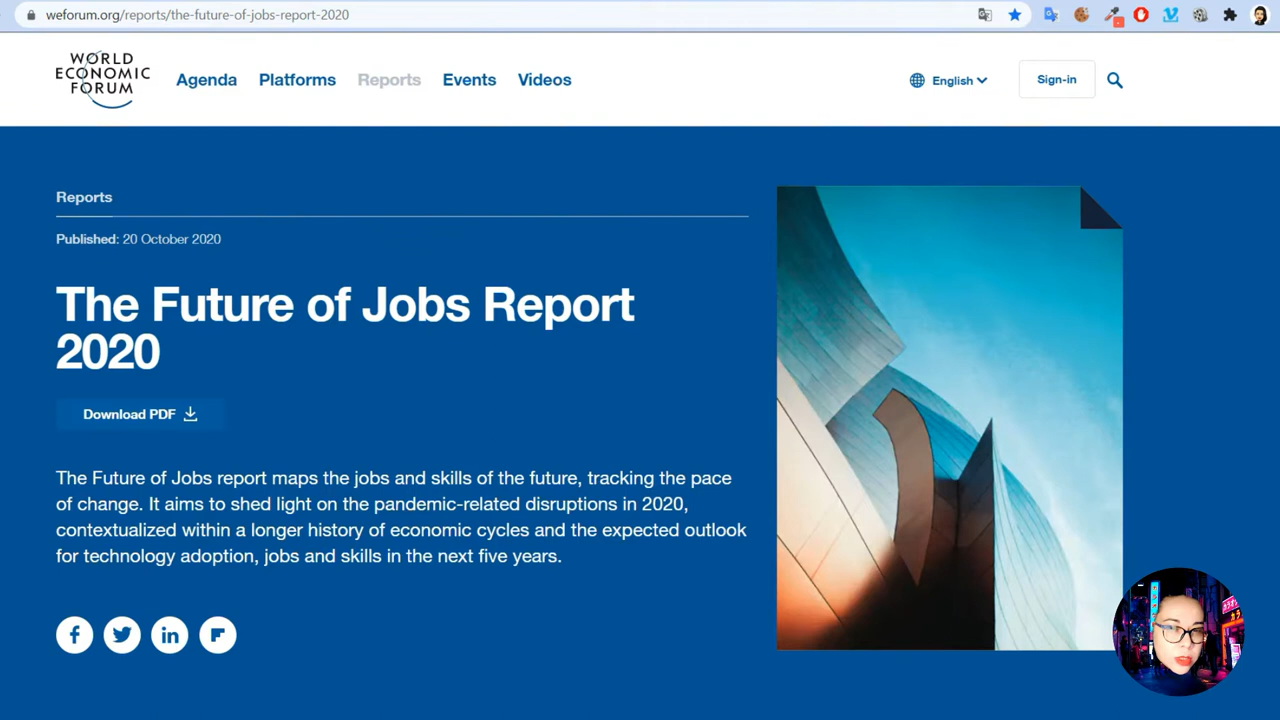 weforum.org/reports/the-future-of-jobs-report-2020
WORLD
ECONOMIC
FORUM
Agenda
Platforms
Reports
Events
Videos
English
Sign-in
Reports
Published: 20 October 2020
The Future of Jobs Report
2020
Download PDF
The Future of Jobs report maps the jobs and skills of the future, tracking the pace
of change. It aims to shed light on the pandemic-related disruptions in 2020,
contextualized within a longer history of economic cycles and the expected outlook
for technology adoption, jobs and skills in the next five years.